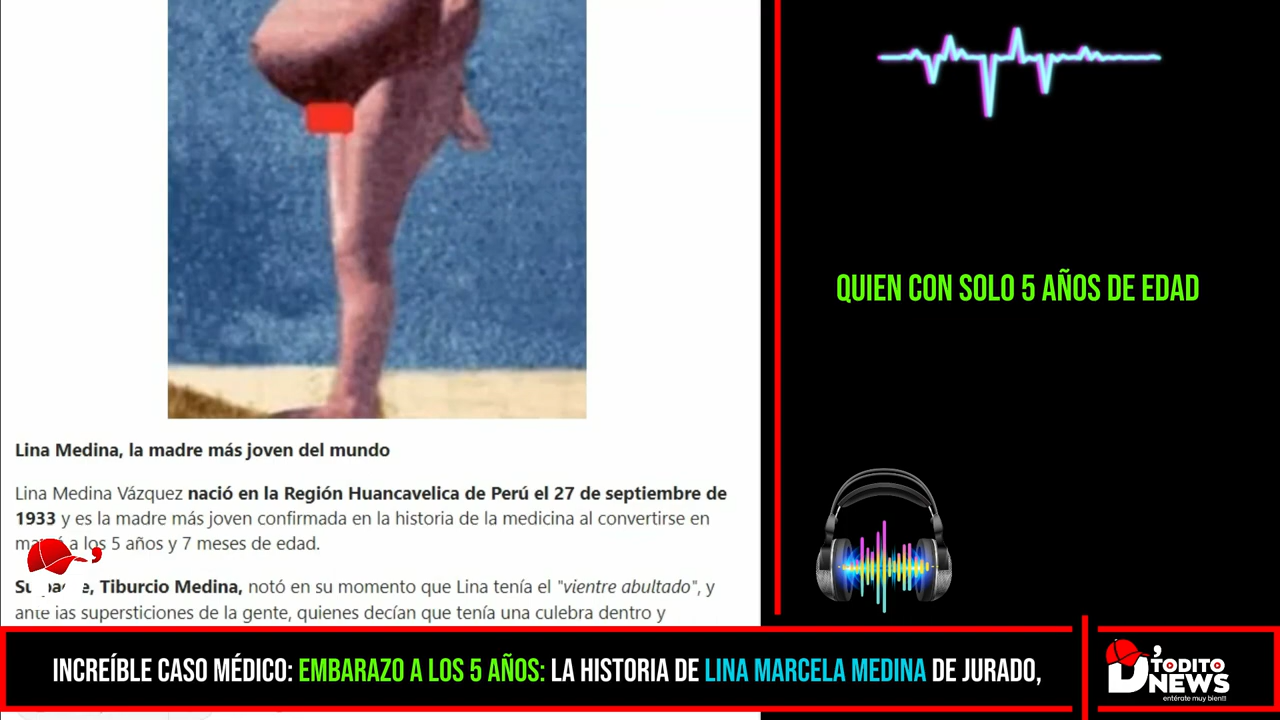 QUIEN CON SOLO 5 AÑOS DE EDAD
Lina Medina, la madre más joven del mundo
Lina Medina Vázquez nació en la Región Huancavelica de Perú el 27 de septiembre de
1933 y es la madre más joven confirmada en la historia de la medicina al convertirse en
a los 5 años y 7 meses de edad.
Tiburcio Medina, notó en su momento que Lina tenía el "vientre abultado", y
ante las supersticiones de la gente, quienes decían que tenía una culebra dentro y
INCREÍBLE CASO MÉDICO: EMBARAZO A LOS 5 AÑOS: LA HISTORIA DE LINA MARCELA MEDINA DE JURADO,
D'TODITO
NEWS
entérate muy bien!!!